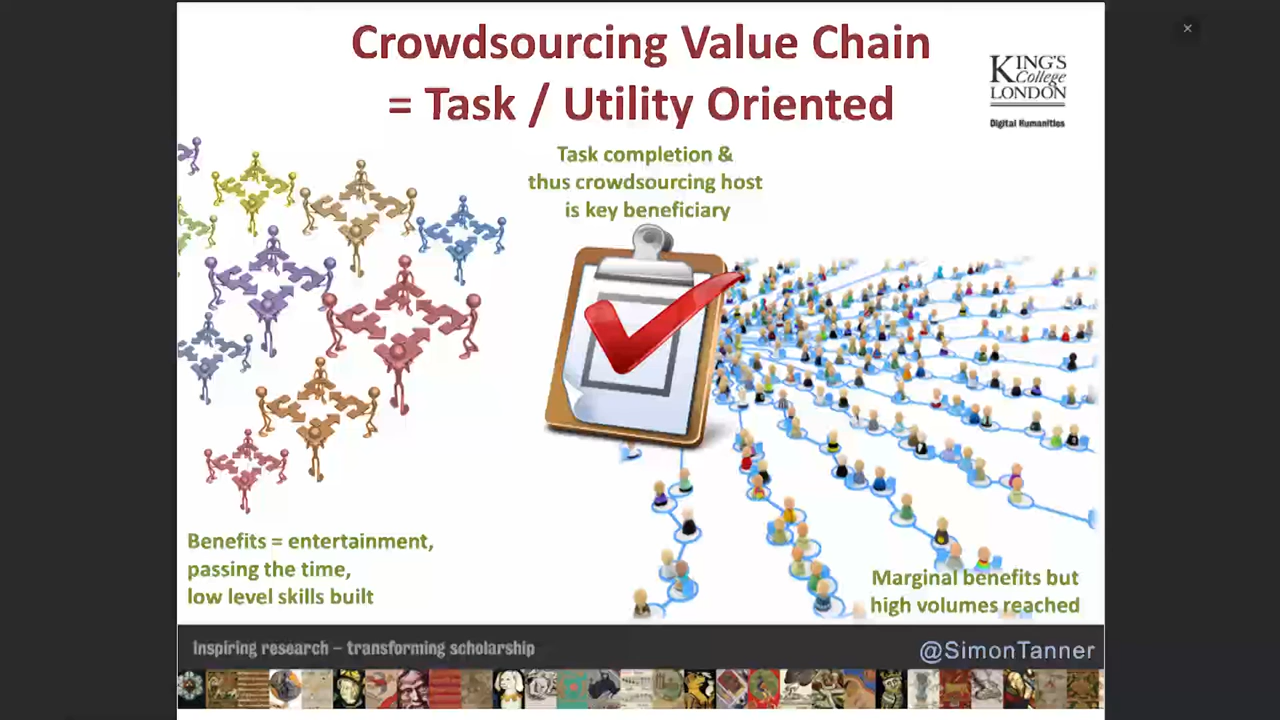 Crowdsourcing Value Chain
= Task / Utility Oriented
KING'S
College
LONDON
Digital Humanities
Task completion &
thus crowdsourcing host
is key beneficiary
Benefits = entertainment,
passing the time,
low level skills built
Marginal benefits but
high volumes reached
Inspiring research – transforming scholarship
@SimonTanner